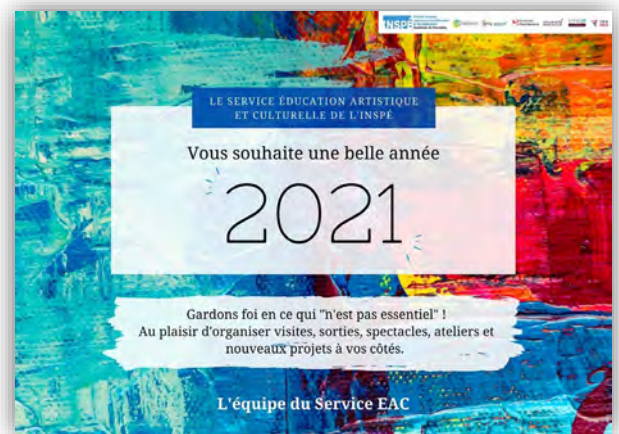 INSPÉ
LE SERVICE ÉDUCATION ARTISTIQUE
ET CULTURELLE DE L'INSPÉ
Vous souhaite une belle année
2021
Gardons foi en ce qui "n'est pas essentiel" !
Au plaisir d'organiser visites, sorties, spectacles, ateliers et
nouveaux projets à vos côtés.
L'équipe du Service EAC